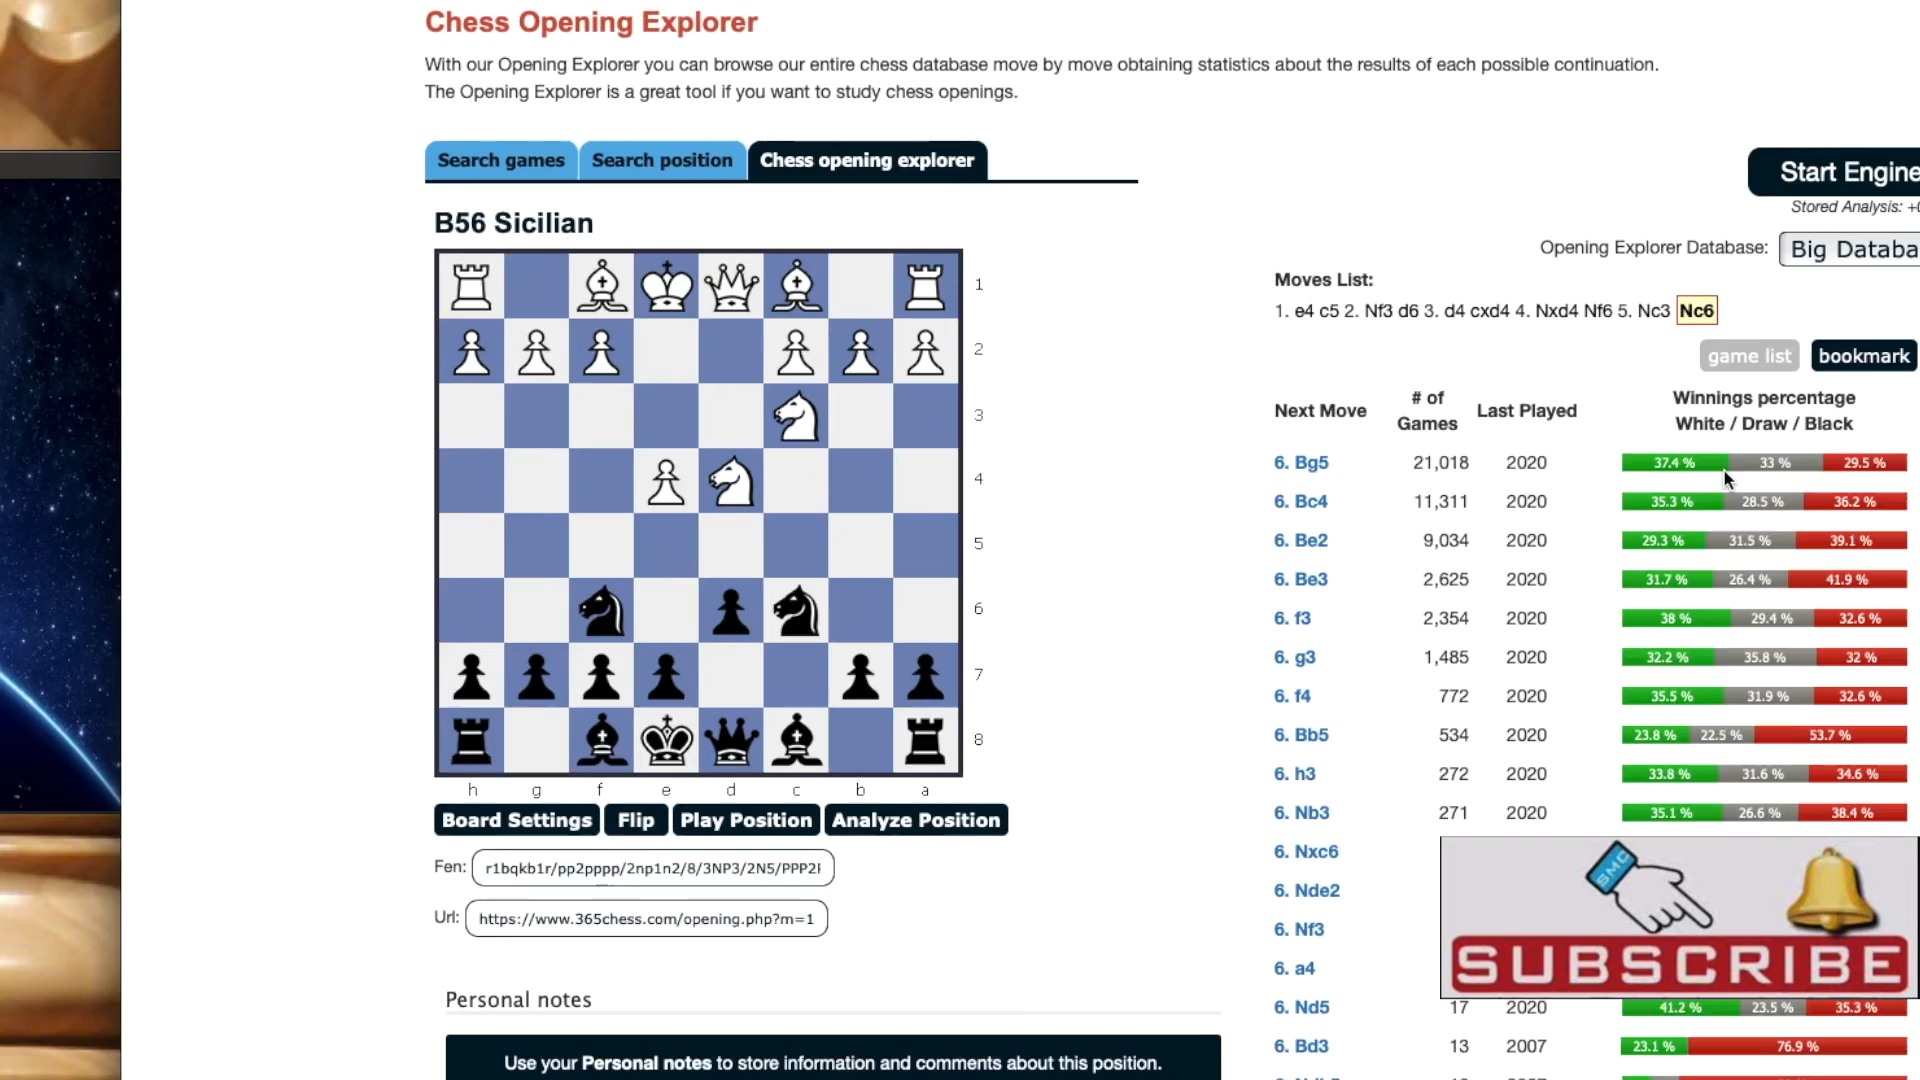 Chess Opening Explorer
With our Opening Explorer you can browse our entire chess database move by move obtaining statistics about the results of each possible continuation.
The Opening Explorer is a great tool if you want to study chess openings.
Search games
Search position
Chess opening explorer
Start Engine
Stored Analysis: +0
B56 Sicilian
Opening Explorer Database: Big Databa
Moves List:
1. e4 c5 2. Nf3 d6 3. d4 cxd4 4. Nxd4 Nf6 5. Nc3 Nc6
game list bookmark
Next Move # of Games Last Played Winnings percentage White / Draw / Black
6. Bg5 21,018 2020 37.4 % 33 % 29.5 %
6. Bc4 11,311 2020 35.3 % 28.5 % 36.2 %
6. Be2 9,034 2020 29.3 % 31.5 % 39.1 %
6. Be3 2,625 2020 31.7 % 26.4 % 41.9 %
6. f3 2,354 2020 38 % 29.4 % 32.6 %
6. g3 1,485 2020 32.2 % 35.8 % 32 %
6. f4 772 2020 35.5 % 31.9 % 32.6 %
6. Bb5 534 2020 23.8 % 22.5 % 53.7 %
6. h3 272 2020 33.8 % 31.6 % 34.6 %
6. Nb3 271 2020 35.1 % 26.6 % 38.4 %
6. Nxc6
6. Nde2
6. Nf3
6. a4
6. Nd5 17 2020 41.2 % 23.5 % 35.3 %
6. Bd3 13 2007 23.1 % 76.9 %
1
2
3
4
5
6
7
8
h g f e d c b a
Board Settings Flip Play Position Analyze Position
Fen: r1bqkb1r/pp2pppp/2np1n2/8/3NP3/2N5/PPP2
Url: https://www.365chess.com/opening.php?m=1
Personal notes
Use your Personal notes to store information and comments about this position.
SMC
SUBSCRIBE